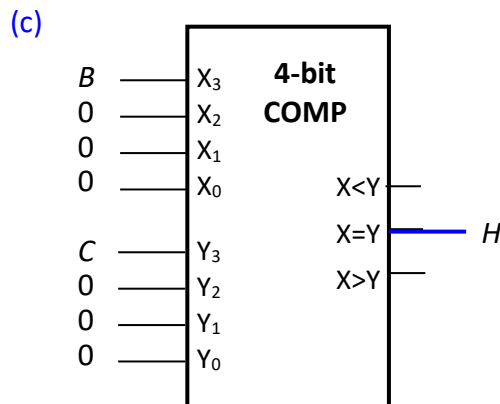 (c)
4-bit
COMP
B X3
0 X2
0 X1
0 X0
X<Y
X=Y H
C Y3
X>Y
0 Y2
0 Y1
0 Y0